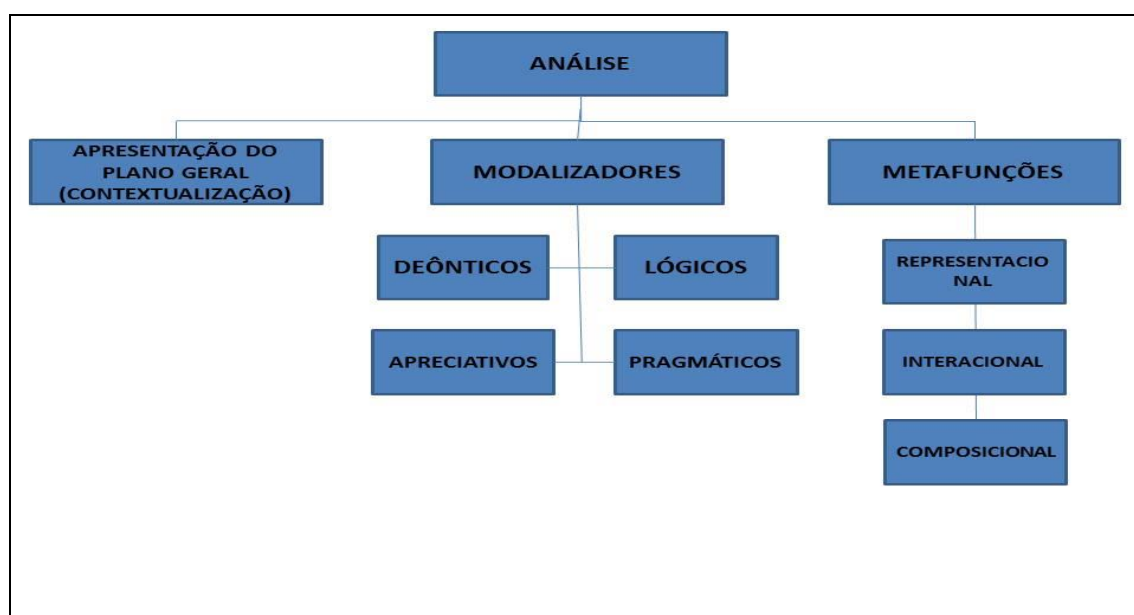 ANÁLISE
APRESENTAÇÃO DO
PLANO GERAL
(CONTEXTUALIZAÇÃO)
MODALIZADORES
METAFUNÇÕES
DEÔNTICOS
LÓGICOS
APRECIATIVOS
PRAGMÁTICOS
REPRESENTACIO
NAL
INTERACIONAL
COMPOSICIONAL